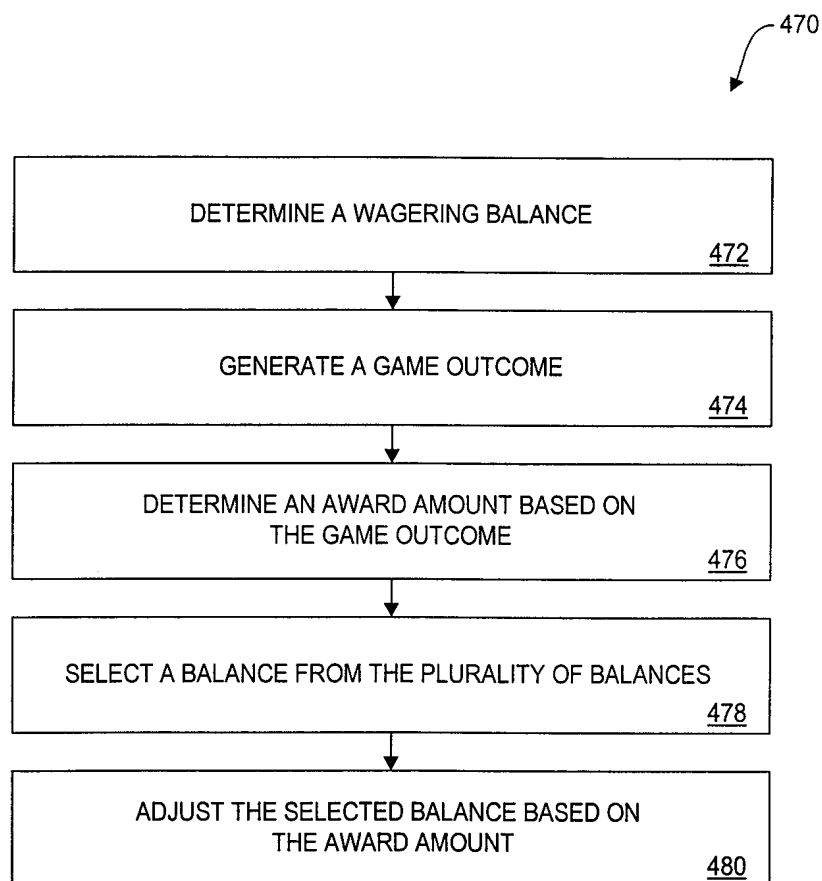 470
DETERMINE A WAGERING BALANCE
472
GENERATE A GAME OUTCOME
474
DETERMINE AN AWARD AMOUNT BASED ON
THE GAME OUTCOME
476
SELECT A BALANCE FROM THE PLURALITY OF BALANCES
478
ADJUST THE SELECTED BALANCE BASED ON
THE AWARD AMOUNT
480